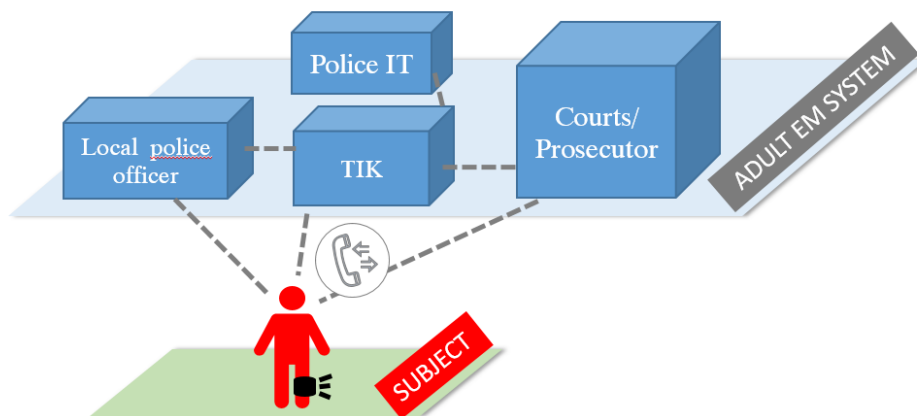 Police IT
Local police
officer
TIK
Courts/
Prosecutor
ADULT EM SYSTEM
SUBJECT